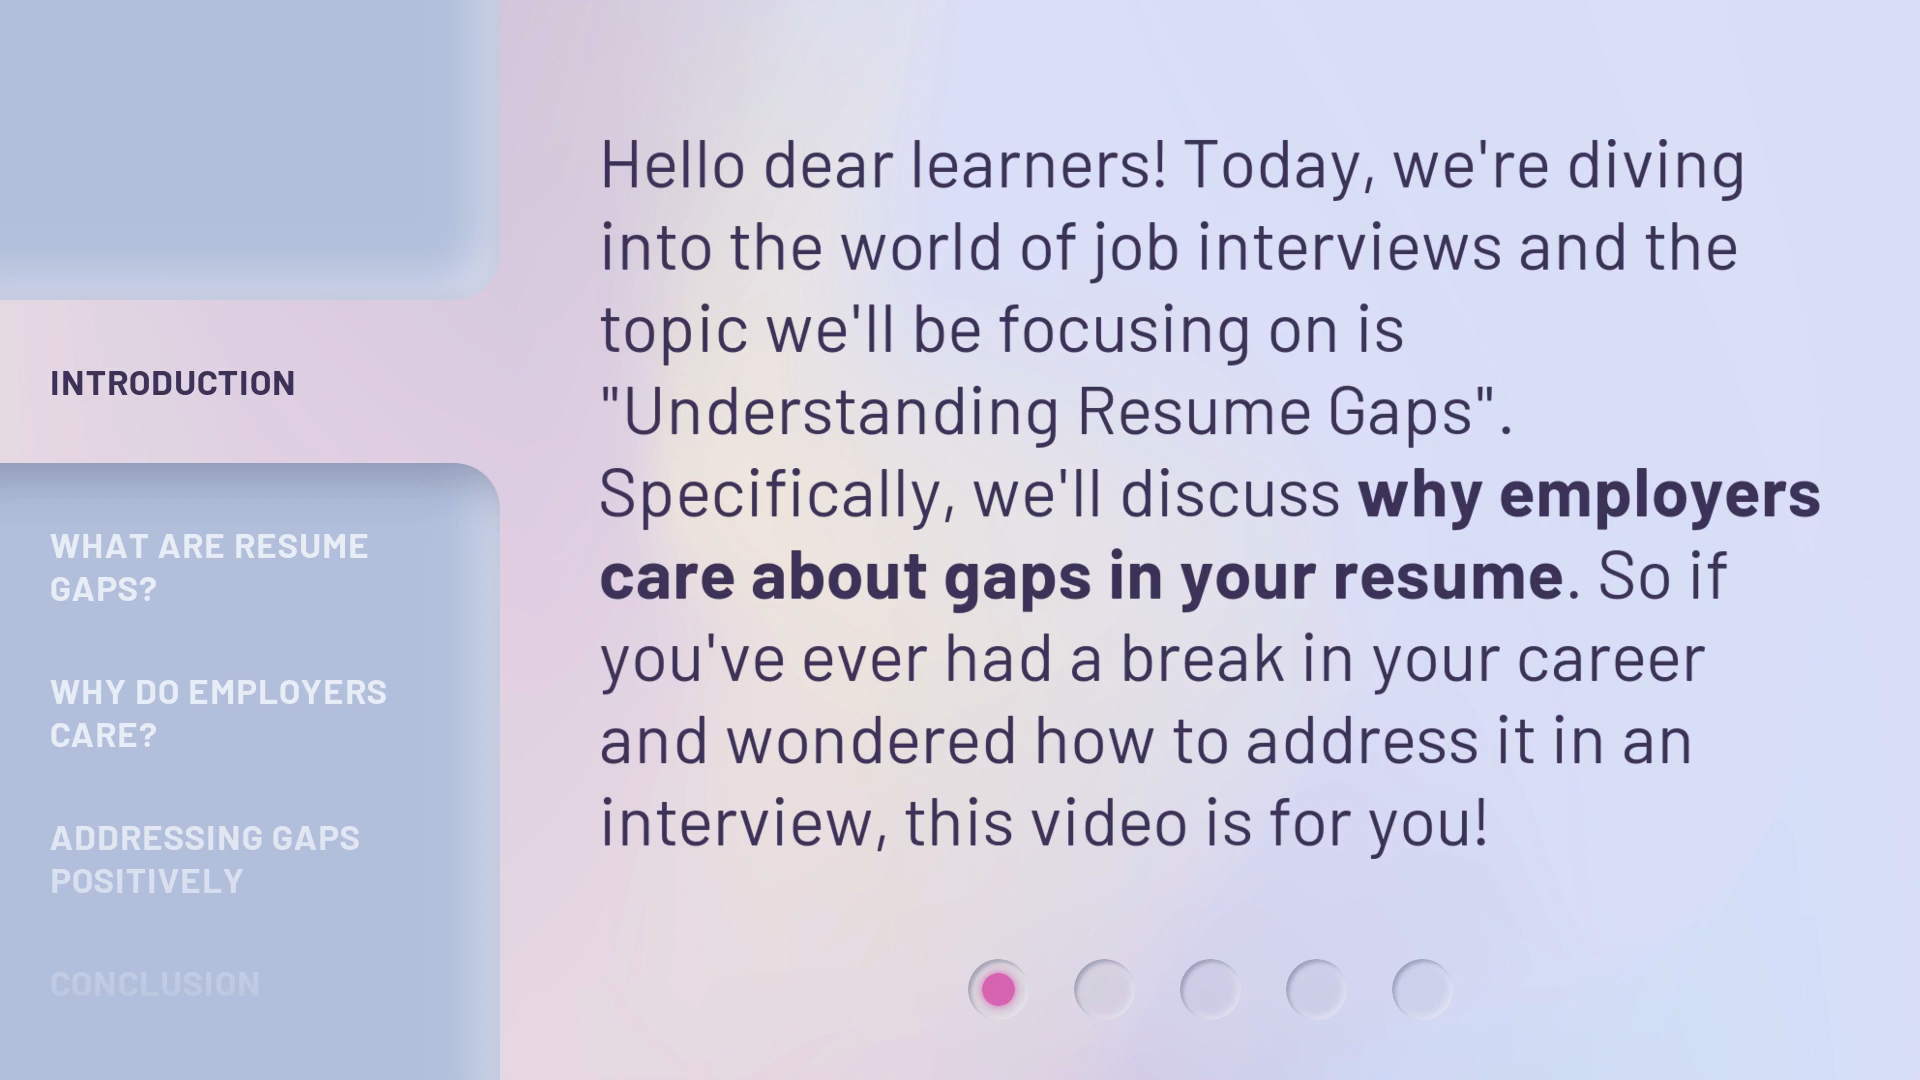 INTRODUCTION
WHAT ARE RESUME
GAPS?
WHY DO EMPLOYERS
CARE?
ADDRESSING GAPS
POSITIVELY
CONCLUSION
Hello dear learners! Today, we're diving
into the world of job interviews and the
topic we'll be focusing on is
"Understanding Resume Gaps".
Specifically, we'll discuss why employers
care about gaps in your resume. So if
you've ever had a break in your career
and wondered how to address it in an
interview, this video is for you!